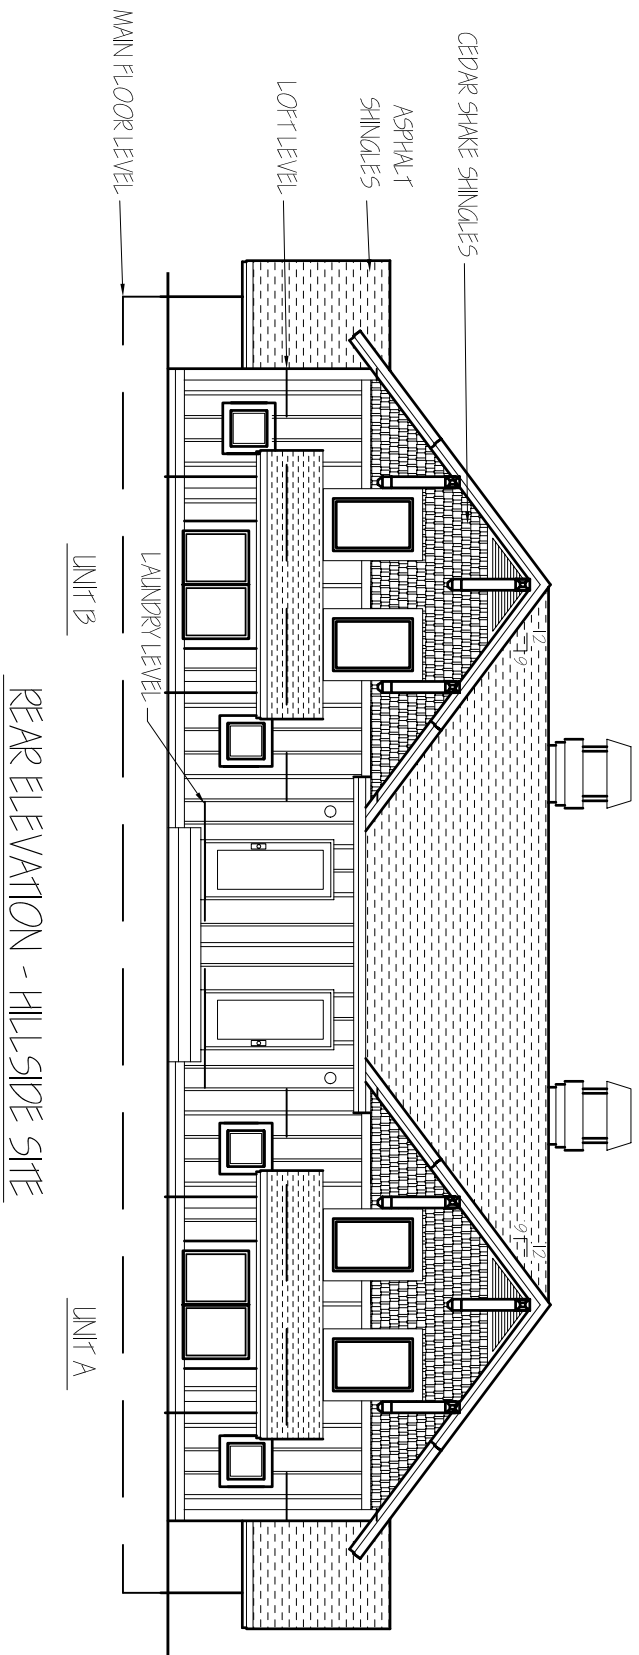 CEDAR SHAKE SHINGLES
ASPHALT
SHINGLES
LOFT LEVEL
MAIN FLOOR LEVEL
12
9
12
9
LAUNDRY LEVEL
UNIT B
UNIT A
REAR ELEVATION - HILLSIDE SITE